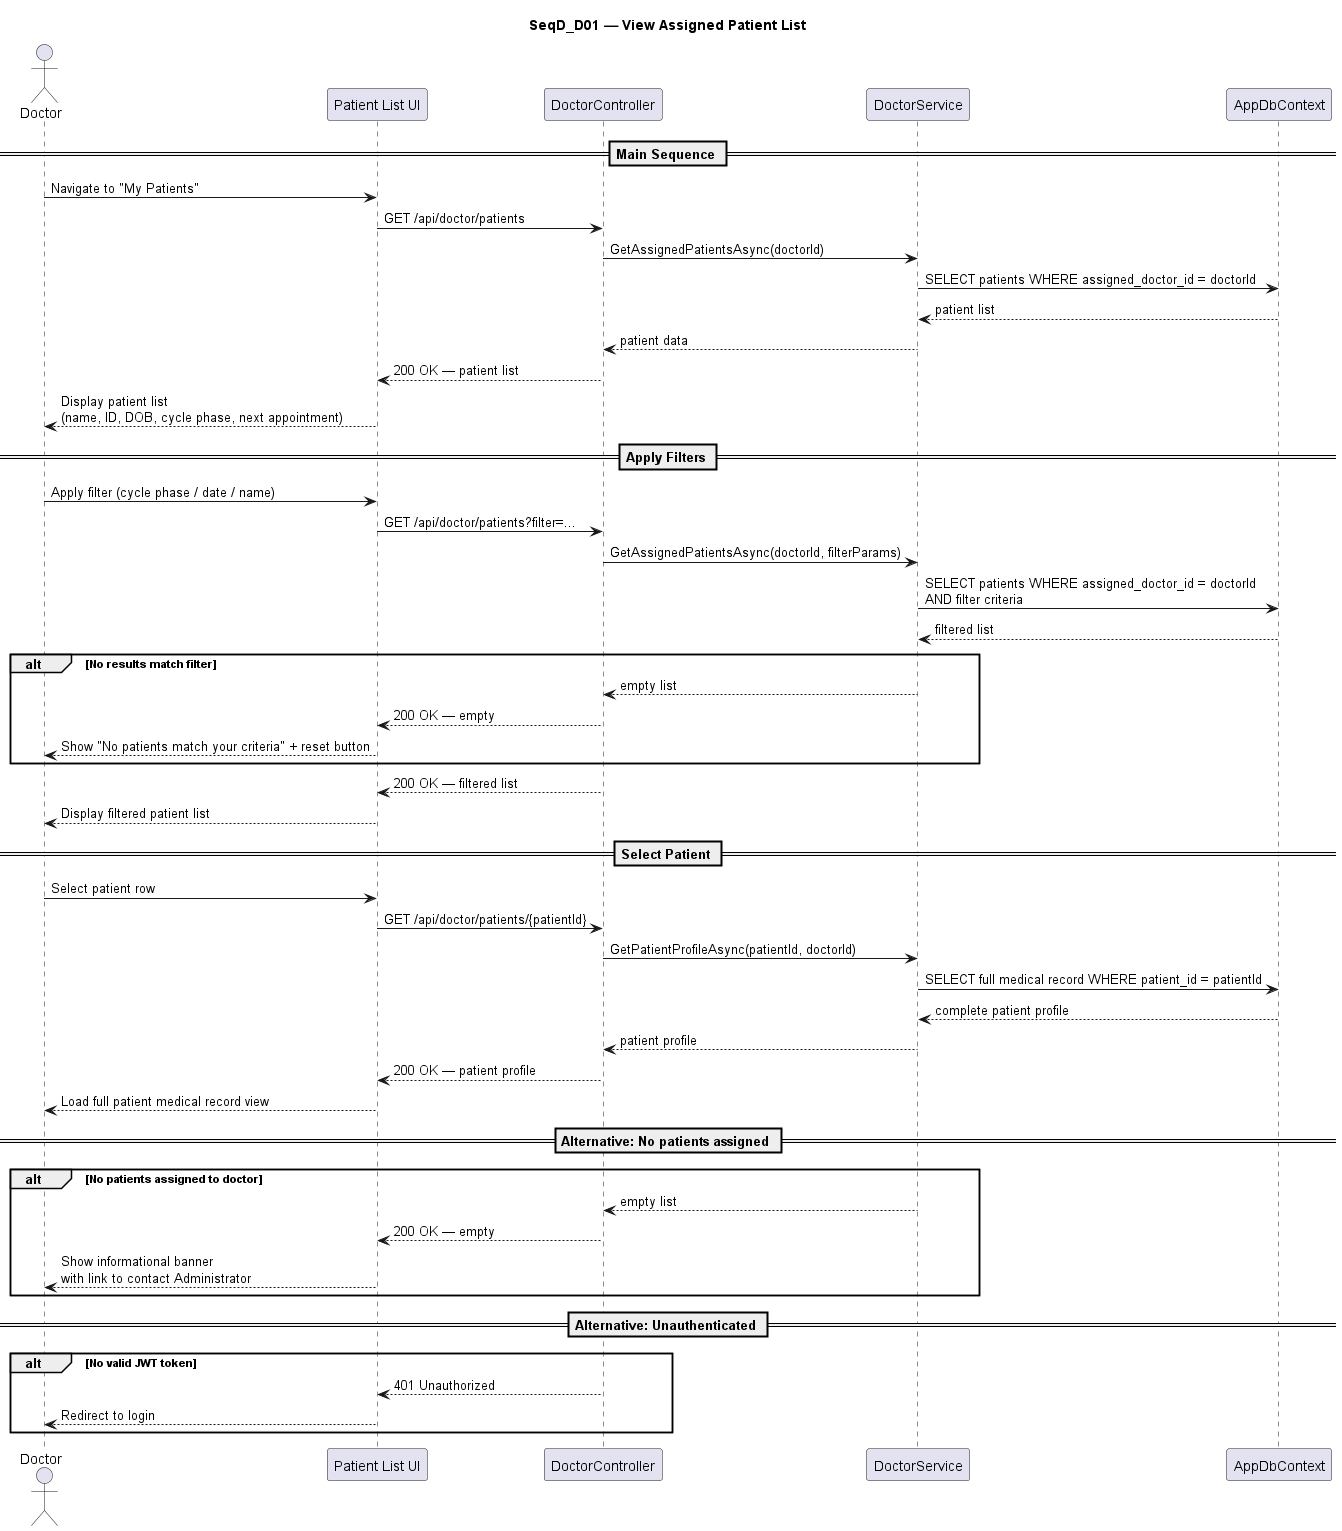 SeqD_D01 — View Assigned Patient List
Doctor
Patient List UI
DoctorController
DoctorService
AppDbContext
Main Sequence
Navigate to "My Patients"
GET /api/doctor/patients
GetAssignedPatientsAsync(doctorId)
SELECT patients WHERE assigned_doctor_id = doctorId
patient list
patient data
200 OK — patient list
Display patient list
(name, ID, DOB, cycle phase, next appointment)
Apply Filters
Apply filter (cycle phase / date / name)
GET /api/doctor/patients?filter=...
GetAssignedPatientsAsync(doctorId, filterParams)
SELECT patients WHERE assigned_doctor_id = doctorId
AND filter criteria
filtered list
alt [No results match filter]
empty list
200 OK — empty
Show "No patients match your criteria" + reset button
200 OK — filtered list
Display filtered patient list
Select Patient
Select patient row
GET /api/doctor/patients/{patientId}
GetPatientProfileAsync(patientId, doctorId)
SELECT full medical record WHERE patient_id = patientId
complete patient profile
patient profile
200 OK — patient profile
Load full patient medical record view
Alternative: No patients assigned
alt [No patients assigned to doctor]
empty list
200 OK — empty
Show informational banner
with link to contact Administrator
Alternative: Unauthenticated
alt [No valid JWT token]
401 Unauthorized
Redirect to login
Doctor
Patient List UI
DoctorController
DoctorService
AppDbContext